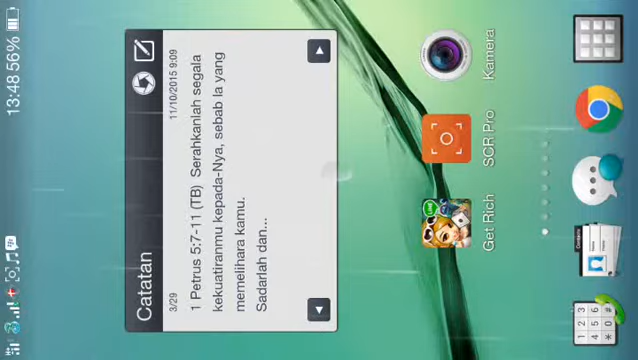 13:48 56%
Catatan
3/29
11/10/2015 9:09
1 Petrus 5:7-11 (TB) Serahkanlah segala
kekuatiranmu kepada-Nya, sebab Ia yang
memelihara kamu.
Sadarlah dan...
Get Rich
SCR Pro
Kamera